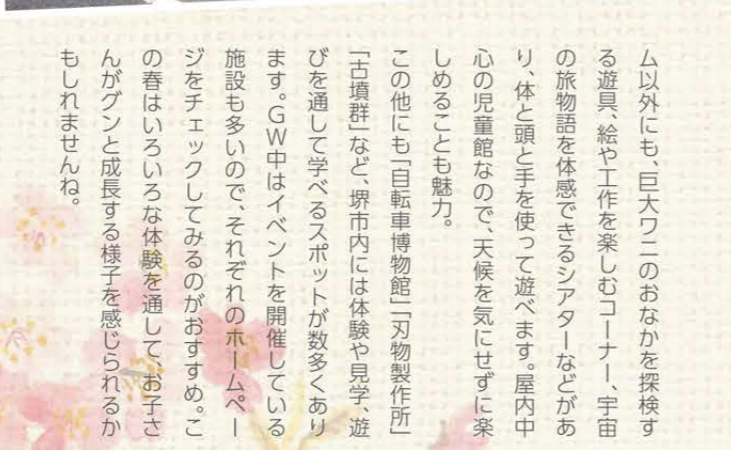 ム以外にも、巨大ワニのおなかを探検す
る遊具、絵や工作を楽しむコーナー、宇宙
の旅物語を体感できるシアターなどがあ
り、体と頭と手を使って遊べます。屋内中
心の児童館なので、天候を気にせずに楽
しめることも魅力。
この他にも「自転車博物館」「刃物製作所」
「古墳群」など、堺市内には体験や見学、遊
びを通して学べるスポットが数多くあり
ます。GW中はイベントを開催している
施設も多いので、それぞれのホームペー
ジをチェックしてみるのがおすすめ。こ
の春はいろいろな体験を通して、お子さ
んがグンと成長する様子を感じられるか
もしれませんね。